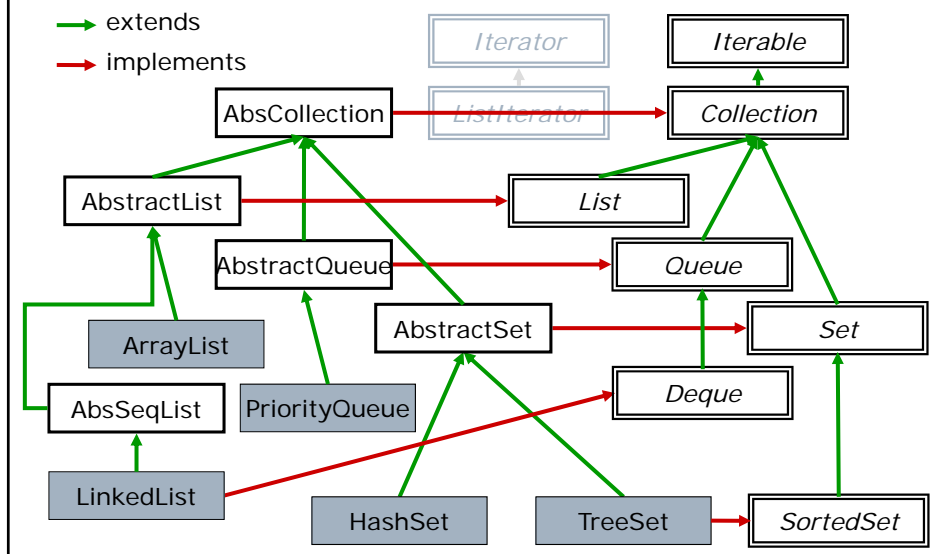 extends
implements
Iterator
Iterable
AbsCollection
ListIterator
Collection
AbstractList
List
AbstractQueue
Queue
AbstractSet
Set
ArrayList
AbsSeqList
PriorityQueue
Deque
LinkedList
HashSet
TreeSet
SortedSet